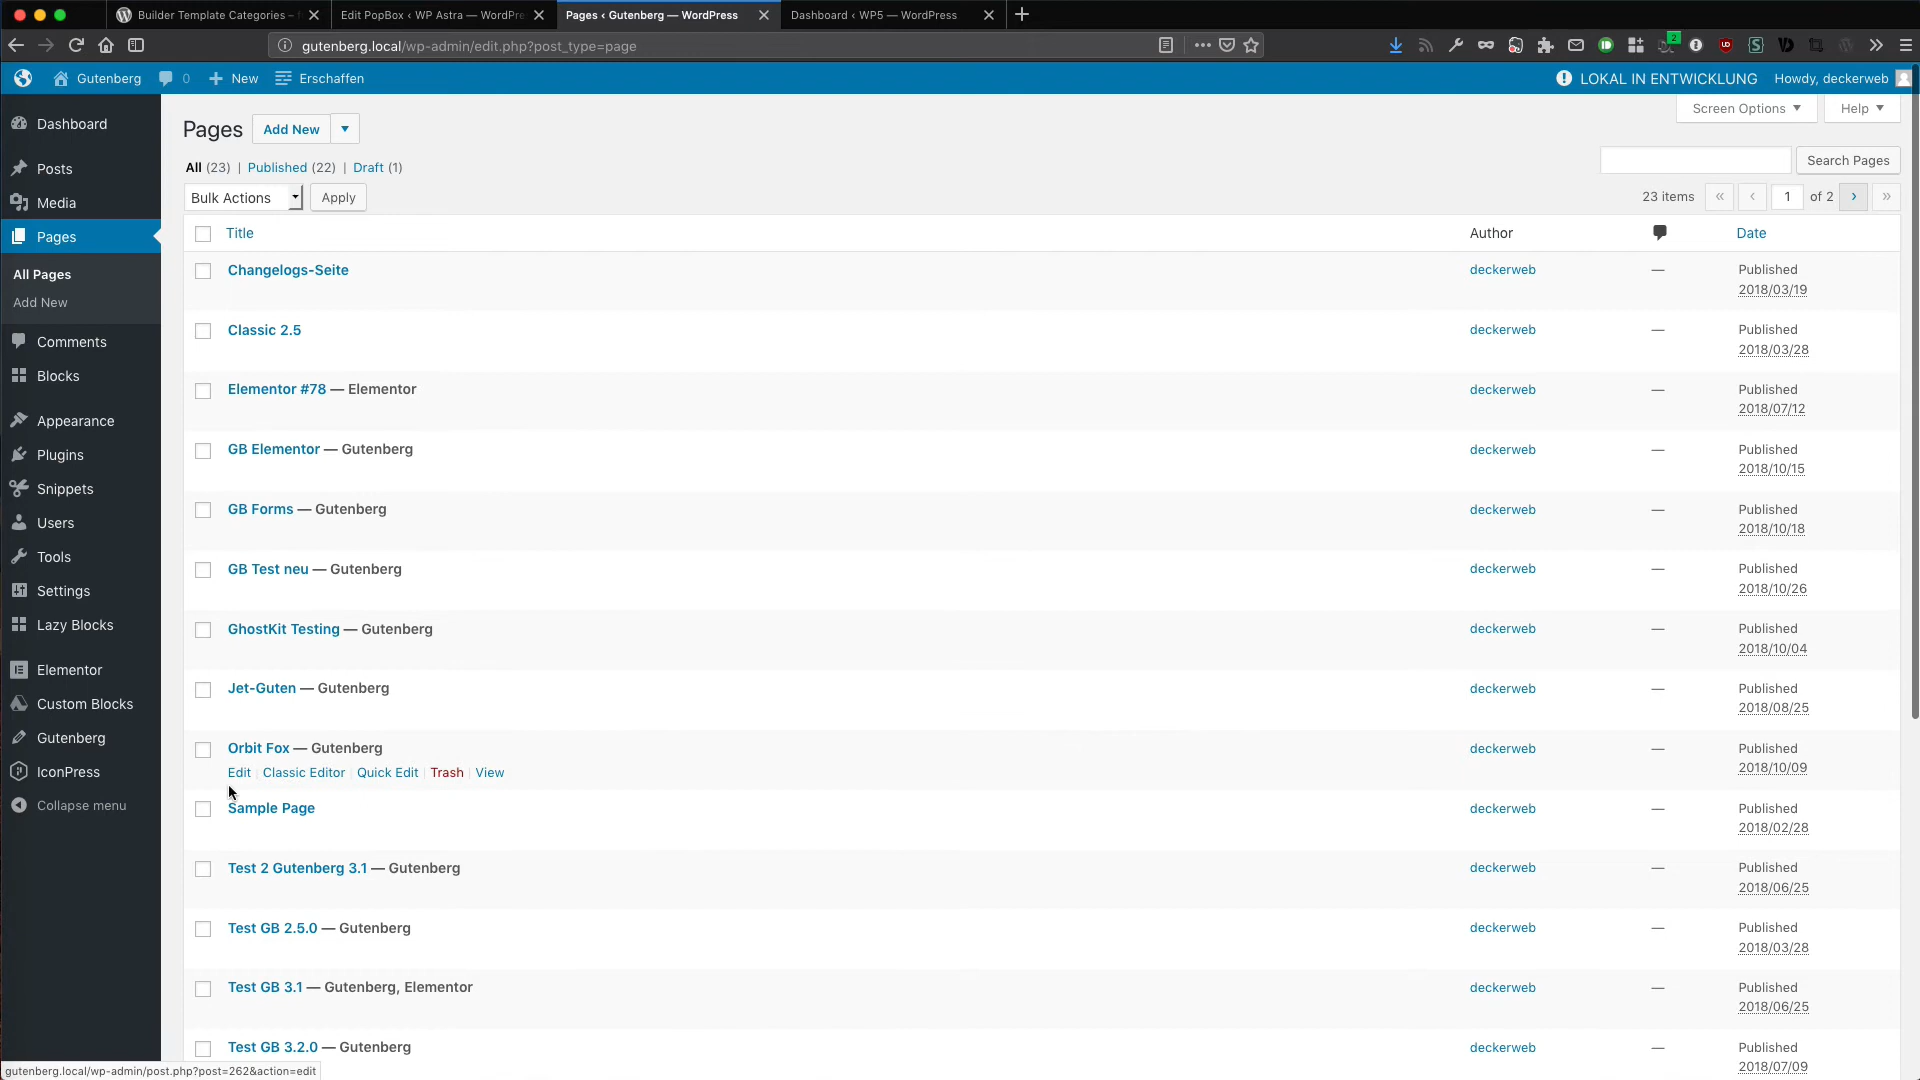 Builder Template Categories –
Edit PopBox ‹ WP Astra — WordPre
Pages ‹ Gutenberg — WordPress
Dashboard ‹ WP5 — WordPress
gutenberg.local/wp-admin/edit.php?post_type=page
2
Gutenberg
0
New
Erschaffen
LOKAL IN ENTWICKLUNG
Howdy, deckerweb
Dashboard
Posts
Media
Pages
All Pages
Add New
Comments
Blocks
Appearance
Plugins
Snippets
Users
Tools
Settings
Lazy Blocks
Elementor
Custom Blocks
Gutenberg
IconPress
Collapse menu
Screen Options
Help
Pages
Add New
All (23) | Published (22) | Draft (1)
Search Pages
Bulk Actions
Apply
23 items « ‹ 1 of 2 › »
Title Author Date
Changelogs-Seite deckerweb — Published
2018/03/19
Classic 2.5 deckerweb — Published
2018/03/28
Elementor #78 — Elementor deckerweb — Published
2018/07/12
GB Elementor — Gutenberg deckerweb — Published
2018/10/15
GB Forms — Gutenberg deckerweb — Published
2018/10/18
GB Test neu — Gutenberg deckerweb — Published
2018/10/26
GhostKit Testing — Gutenberg deckerweb — Published
2018/10/04
Jet-Guten — Gutenberg deckerweb — Published
2018/08/25
Orbit Fox — Gutenberg deckerweb — Published
Edit | Classic Editor | Quick Edit | Trash | View 2018/10/09
Sample Page deckerweb — Published
2018/02/28
Test 2 Gutenberg 3.1 — Gutenberg deckerweb — Published
2018/06/25
Test GB 2.5.0 — Gutenberg deckerweb — Published
2018/03/28
Test GB 3.1 — Gutenberg, Elementor deckerweb — Published
2018/06/25
Test GB 3.2.0 — Gutenberg deckerweb — Published
2018/07/09
gutenberg.local/wp-admin/post.php?post=262&action=edit